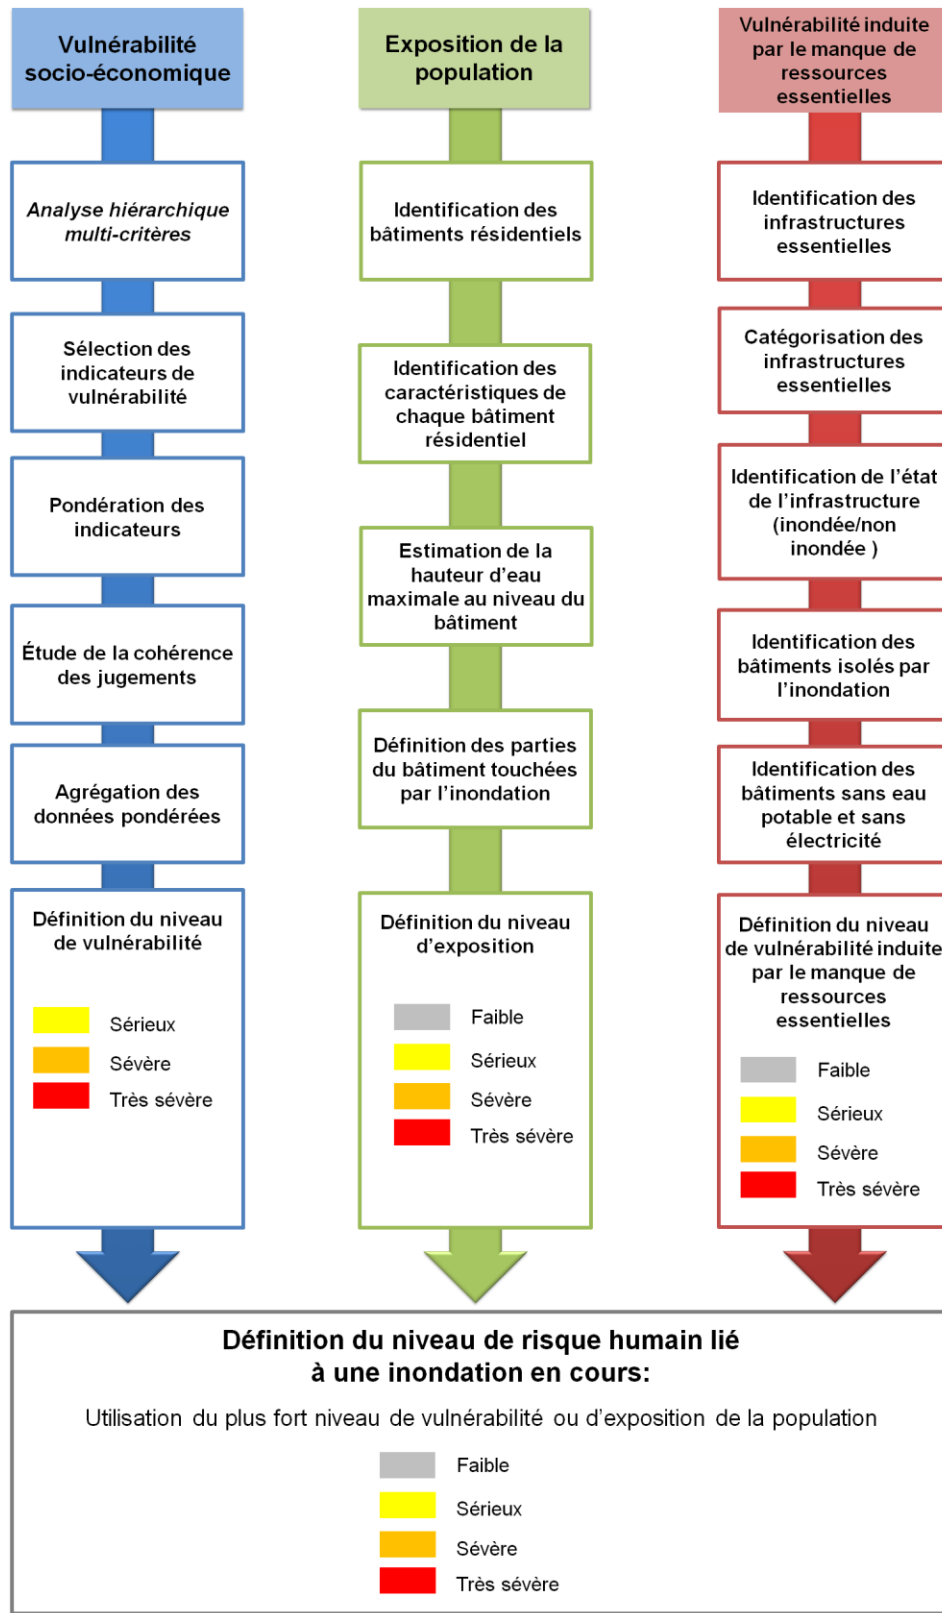 Vulnérabilité
socio-économique
Analyse hiérarchique
multi-critères
Sélection des
indicateurs de
vulnérabilité
Pondération des
indicateurs
Étude de la cohérence
des jugements
Agrégation des
données pondérées
Définition du niveau
de vulnérabilité
Sérieux
Sévère
Très sévère
Exposition de la
population
Identification des
bâtiments résidentiels
Identification des
caractéristiques de
chaque bâtiment
résidentiel
Estimation de la
hauteur d'eau
maximale au niveau du
bâtiment
Définition des parties
du bâtiment touchées
par l'inondation
Définition du niveau
d'exposition
Faible
Sérieux
Sévère
Très sévère
Vulnérabilité induite
par le manque de
ressources
essentielles
Identification des
infrastructures
essentielles
Catégorisation des
infrastructures
essentielles
Identification de l'état
de l'infrastructure
(inondée/non
inondée )
Identification des
bâtiments isolés par
l'inondation
Identification des
bâtiments sans eau
potable et sans
électricité
Définition du niveau
de vulnérabilité induite
par le manque de
ressources
essentielles
Faible
Sérieux
Sévère
Très sévère
Définition du niveau de risque humain lié
à une inondation en cours:
Utilisation du plus fort niveau de vulnérabilité ou d'exposition de la population
Faible
Sérieux
Sévère
Très sévère